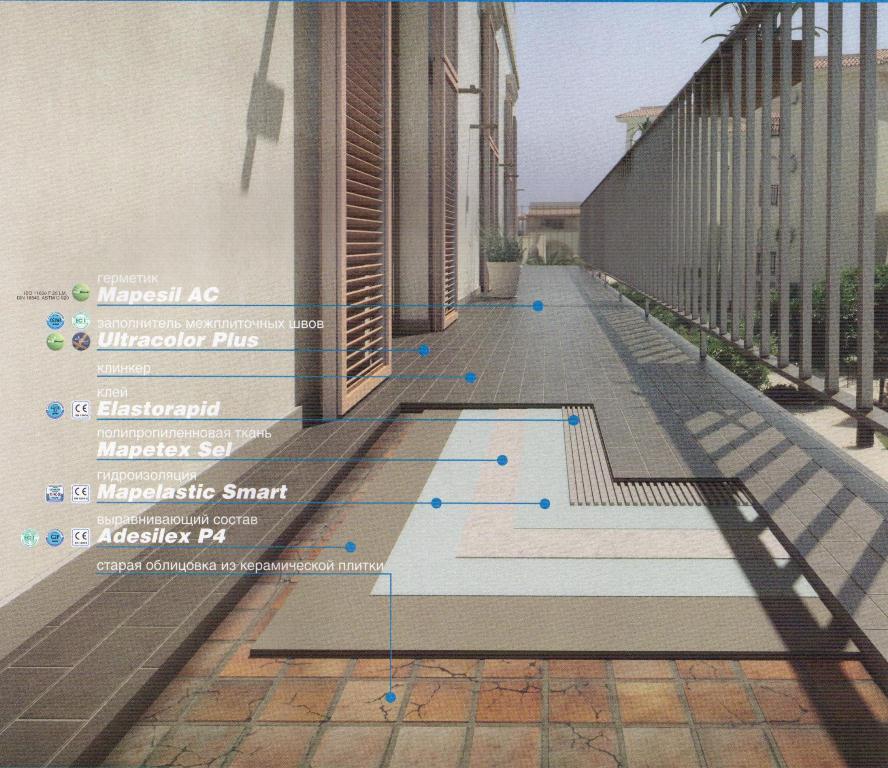 герметик
Mapesil AC
заполнитель межплиточных швов
Ultracolor Plus
клинкер
клей
Elastorapid
полипропиленновая ткань
Mapetex Sel
гидроизоляция
Mapelastic Smart
выравнивающий состав
Adesilex P4
старая облицовка из керамической плитки